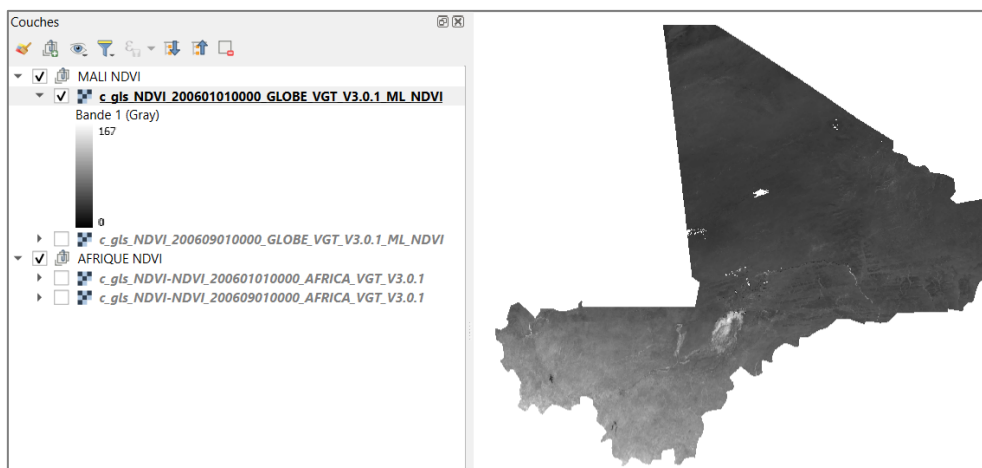 Couches
MALI NDVI
c_gls_NDVI_200601010000_GLOBE_VGT_V3.0.1_ML_NDVI
Bande 1 (Gray)
167
0
c_gls_NDVI_200609010000_GLOBE_VGT_V3.0.1_ML_NDVI
AFRIQUE NDVI
c_gls_NDVI-NDVI_200601010000_AFRICA_VGT_V3.0.1
c_gls_NDVI-NDVI_200609010000_AFRICA_VGT_V3.0.1